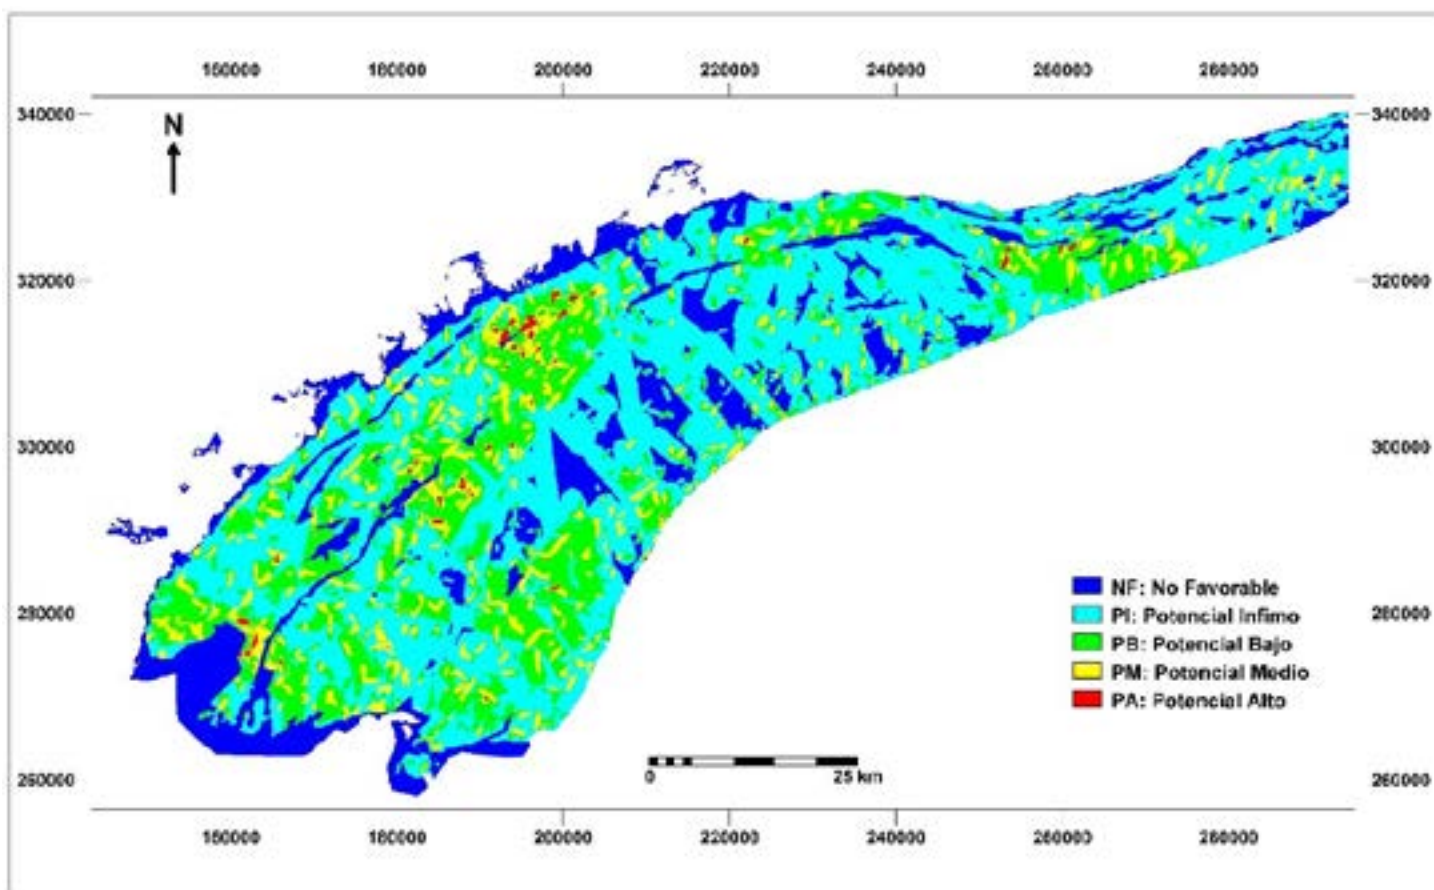 160000 180000 200000 220000 240000 260000 280000
340000 340000
N
320000 320000
300000 300000
280000 280000
260000 260000
NF: No Favorable
PI: Potencial Infimo
PB: Potencial Bajo
PM: Potencial Medio
PA: Potencial Alto
0 25 km
160000 180000 200000 220000 240000 260000 280000